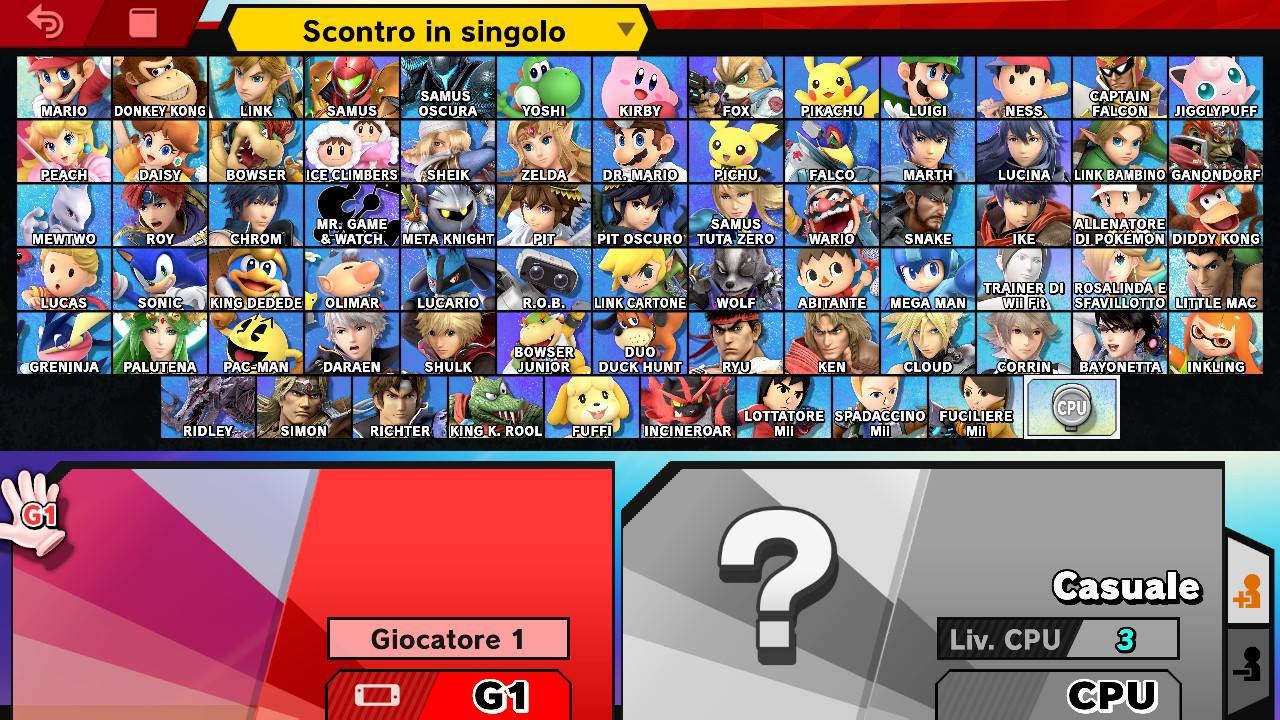 Scontro in singolo
MARIO
DONKEY KONG
LINK
SAMUS
SAMUS
OSCURA
YOSHI
KIRBY
FOX
PIKACHU
LUIGI
NESS
CAPTAIN
FALCON
JIGGLYPUFF
PEACH
DAISY
BOWSER
ICE CLIMBERS
SHEIK
ZELDA
DR. MARIO
PICHU
FALCO
MARTH
LUCINA
LINK BAMBINO
GANONDORF
MEWTWO
ROY
CHROM
MR. GAME
& WATCH
META KNIGHT
PIT
PIT OSCURO
SAMUS
TUTA ZERO
WARIO
SNAKE
IKE
ALLENATORE
DI POKÉMON
DIDDY KONG
LUCAS
SONIC
KING DEDEDE
OLIMAR
LUCARIO
R.O.B.
LINK CARTONE
WOLF
ABITANTE
MEGA MAN
TRAINER DI
Wii Fit
ROSALINDA E
SFAVILLOTTO
LITTLE MAC
GRENINJA
PALUTENA
PAC-MAN
DARAEN
SHULK
BOWSER
JUNIOR
DUO
DUCK HUNT
RYU
KEN
CLOUD
CORRIN
BAYONETTA
INKLING
RIDLEY
SIMON
RICHTER
KING K. ROOL
FUFFI
INCINEROAR
LOTTATORE
Mii
SPADACCINO
Mii
FUCILIERE
Mii
CPU
G1
Giocatore 1
G1
Casuale
Liv. CPU 3
CPU